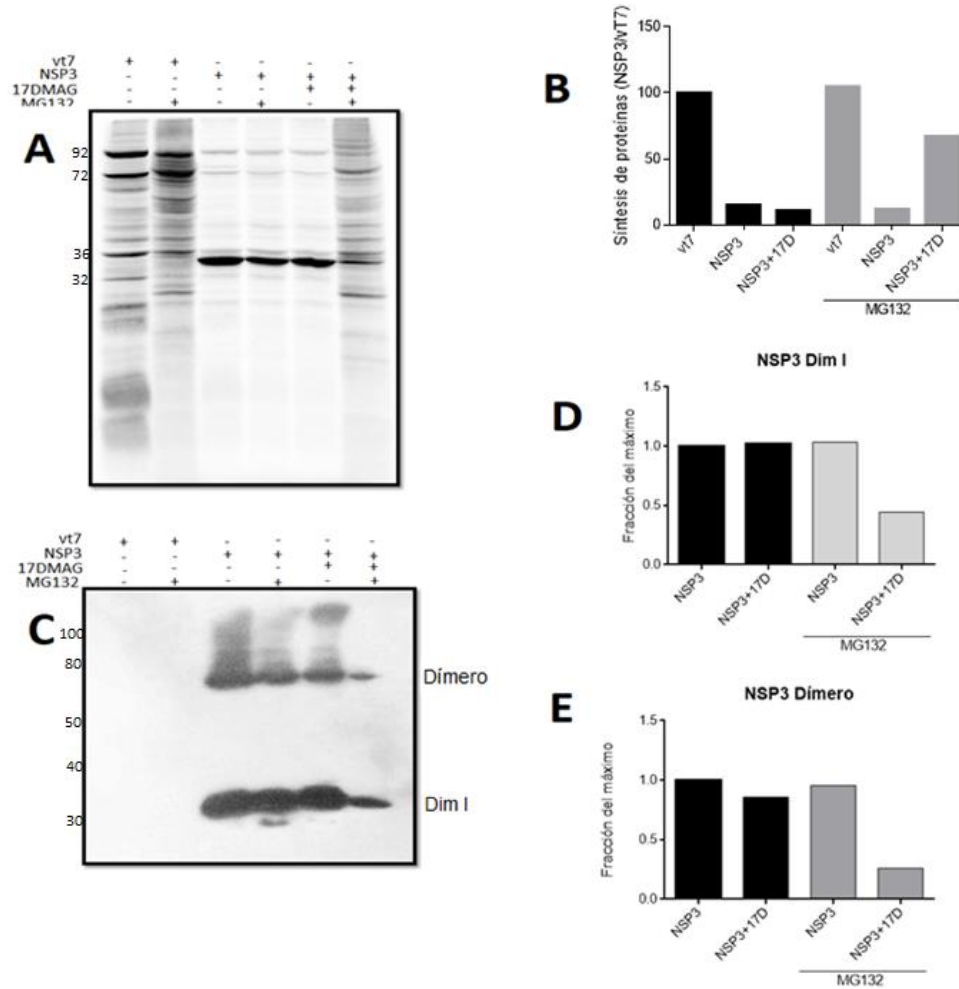 vt7 + + - - - -
NSP3 - - + + + +
17DMAG - - - - + +
MG132 - + - + - +
A
92
72
36
32
B
Síntesis de proteínas (NSP3/vT7)
150
100
50
0
vt7 NSP3 NSP3+17D vt7 NSP3 NSP3+17D
MG132
vt7 + + - - - -
NSP3 - - + + + +
17DMAG - - - - + +
MG132 - + - + - +
C
100
80
50
40
30
Dímero
Dim I
NSP3 Dim I
D
Fracción del máximo
1.5
1.0
0.5
0.0
NSP3 NSP3+17D NSP3 NSP3+17D
MG132
NSP3 Dímero
E
Fracción del máximo
1.5
1.0
0.5
0.0
NSP3 NSP3+17D NSP3 NSP3+17D
MG132